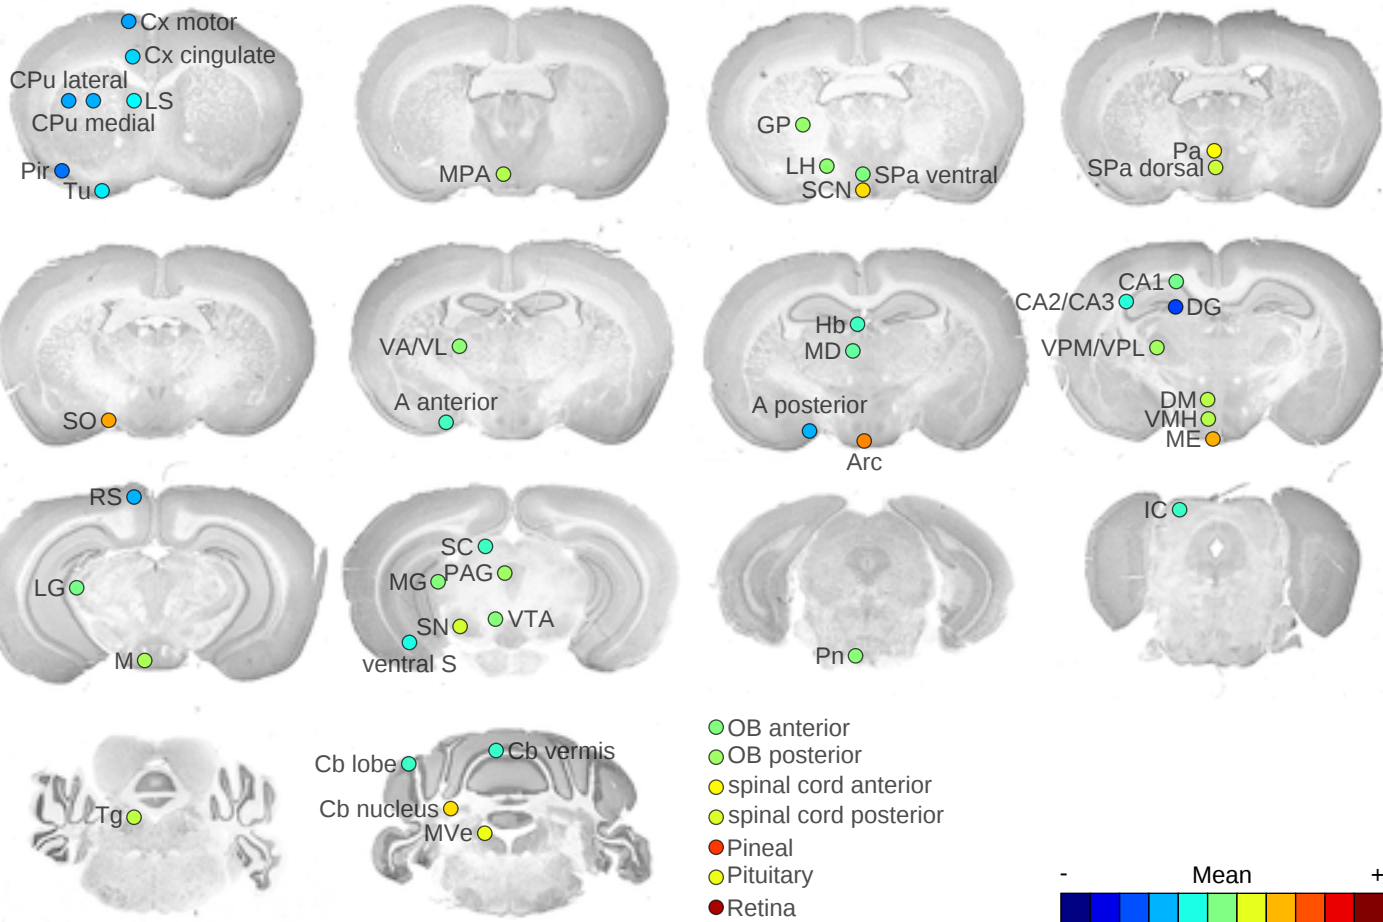 Cx motor
Cx cingulate
CPu lateral
LS
CPu medial
Pir
Tu
MPA
GP
LH
SPa ventral
SCN
Pa
SPa dorsal
SO
VA/VL
A anterior
Hb
MD
A posterior
Arc
CA1
CA2/CA3
DG
VPM/VPL
DM
VMH
ME
RS
LG
M
SC
MG
PAG
SN
VTA
ventral S
Pn
IC
Tg
Cb lobe
Cb vermis
Cb nucleus
MVe
OB anterior
OB posterior
spinal cord anterior
spinal cord posterior
Pineal
Pituitary
Retina
- Mean +